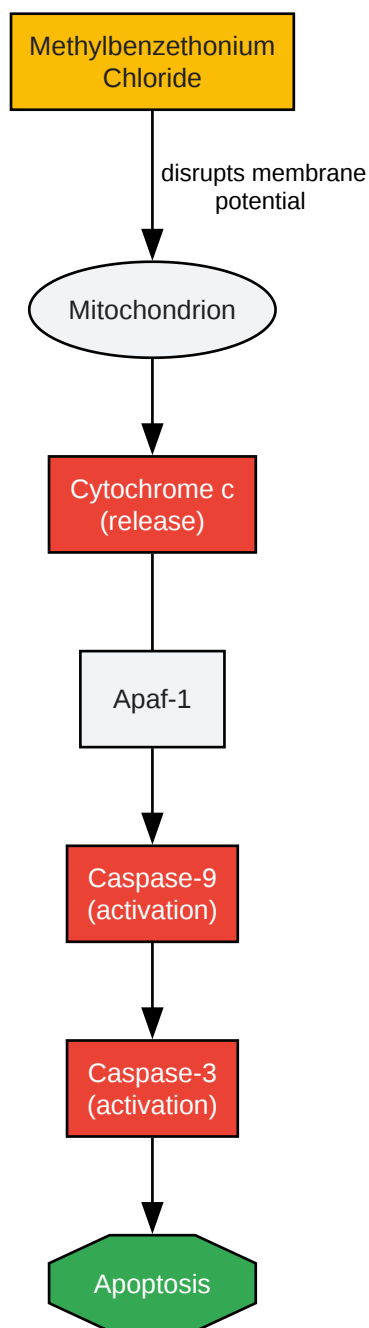 Methylbenzethonium
Chloride
disrupts membrane
potential
Mitochondrion
Cytochrome c
(release)
Apaf-1
Caspase-9
(activation)
Caspase-3
(activation)
Apoptosis